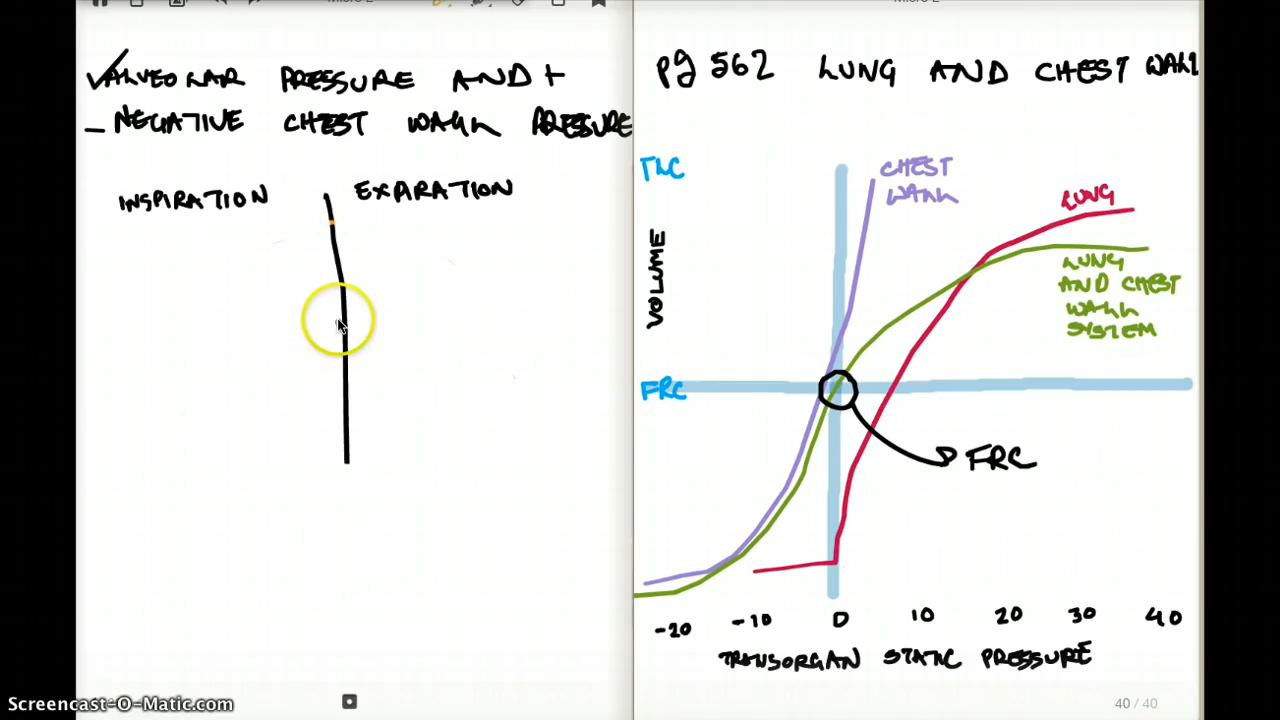 ALVEOLAR PRESSURE AND +
- NEGATIVE CHEST WALL PRESSURE
INSPIRATION
EXPIRATION
pg 562 LUNG AND CHEST WALL
TLC
CHEST
WALL
LUNG
VOLUME
LUNG
AND CHEST
WALL
SYSTEM
FRC
FRC
-20 -10 0 10 20 30 40
TRANSORGAN STATIC PRESSURE
40 / 40
Screencast-O-Matic.com